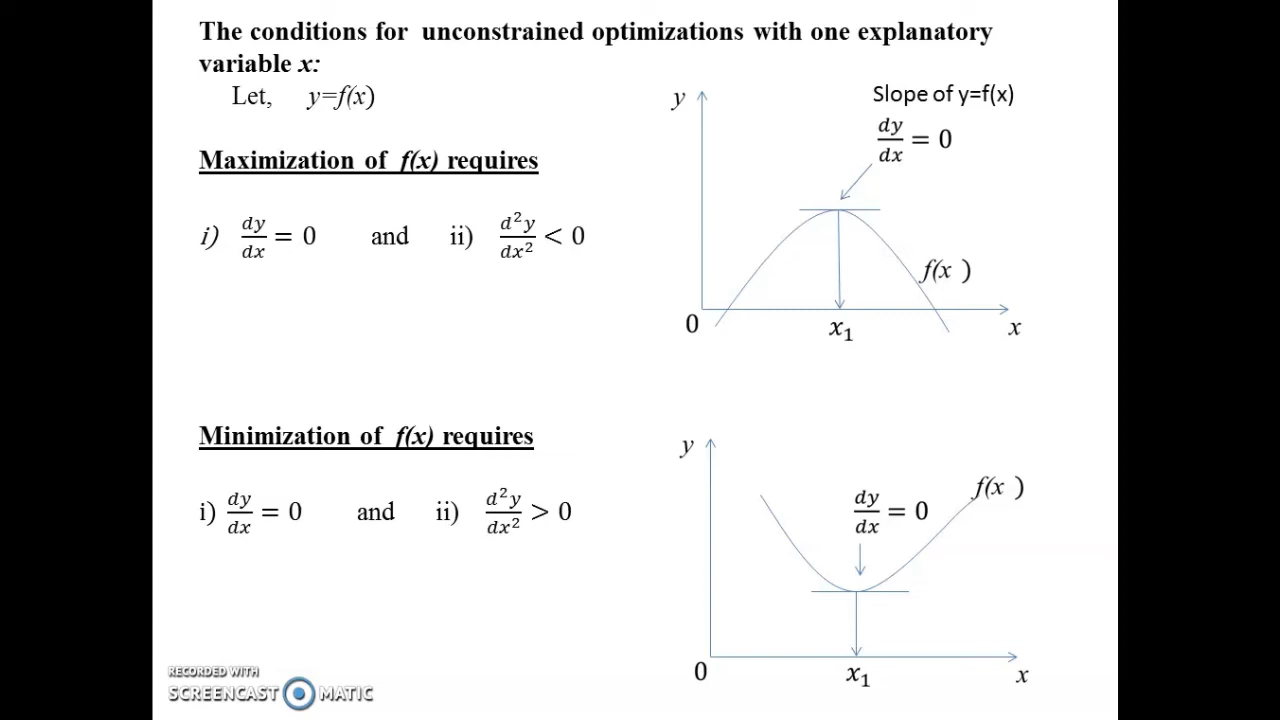 The conditions for unconstrained optimizations with one explanatory
variable x:
Let, y=f(x)
Maximization of f(x) requires
i) dy/dx = 0 and ii) d²y/dx² < 0
y
Slope of y=f(x)
dy/dx = 0
f(x )
0
x₁
x
Minimization of f(x) requires
i) dy/dx = 0 and ii) d²y/dx² > 0
y
f(x )
dy/dx = 0
0
x₁
x
RECORDED WITH
SCREENCAST MATIC